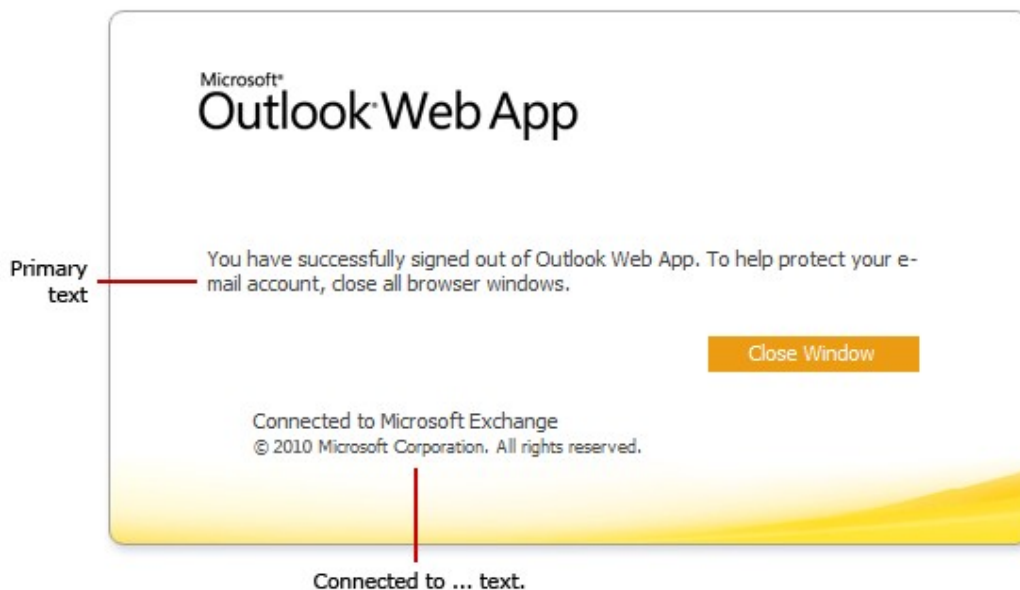 Microsoft®
Outlook® Web App
Primary
text
You have successfully signed out of Outlook Web App. To help protect your e-
mail account, close all browser windows.
Close Window
Connected to Microsoft Exchange
© 2010 Microsoft Corporation. All rights reserved.
Connected to ... text.